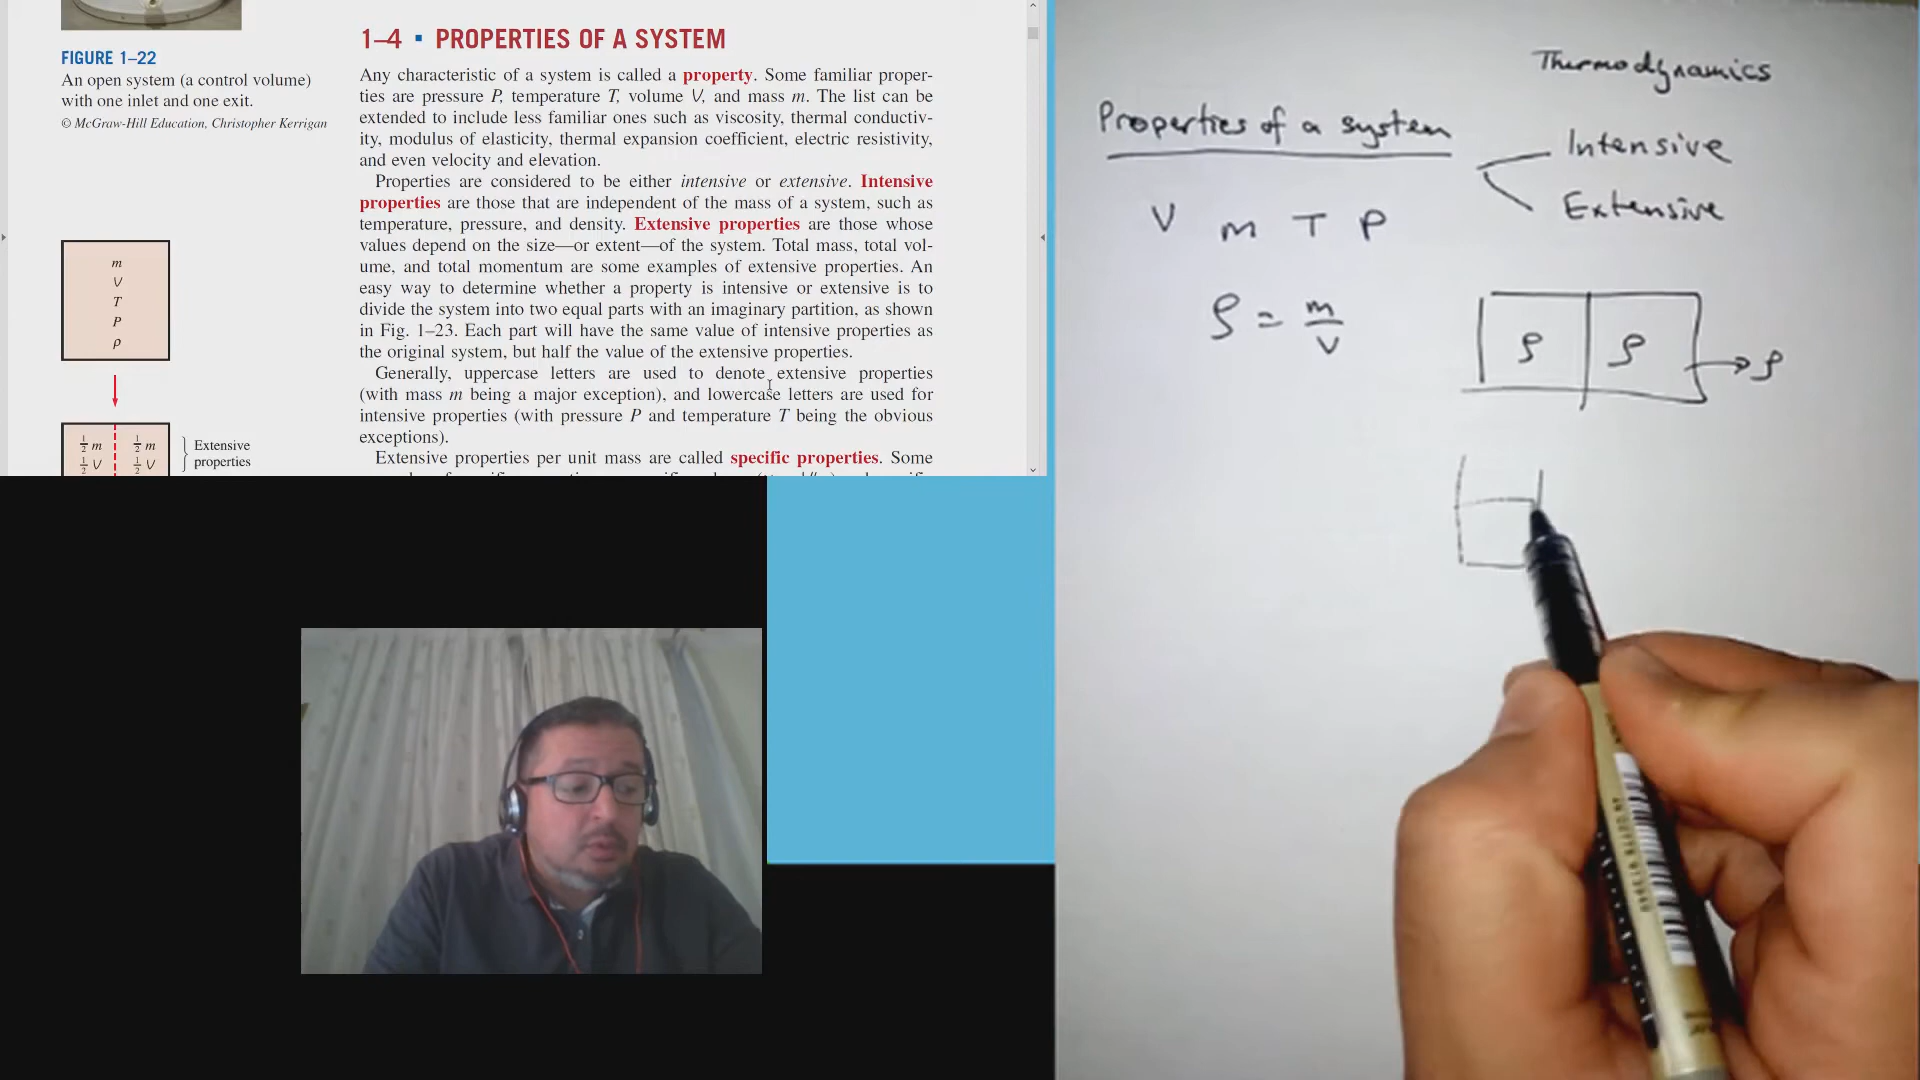 FIGURE 1–22
An open system (a control volume)
with one inlet and one exit.
© McGraw-Hill Education, Christopher Kerrigan
m
V
T
P
ρ
½ m ½ m
½ V ½ V
Extensive
properties
1–4 ▪ PROPERTIES OF A SYSTEM
Any characteristic of a system is called a property. Some familiar proper-
ties are pressure P, temperature T, volume V, and mass m. The list can be
extended to include less familiar ones such as viscosity, thermal conductiv-
ity, modulus of elasticity, thermal expansion coefficient, electric resistivity,
and even velocity and elevation.
Properties are considered to be either intensive or extensive. Intensive
properties are those that are independent of the mass of a system, such as
temperature, pressure, and density. Extensive properties are those whose
values depend on the size—or extent—of the system. Total mass, total vol-
ume, and total momentum are some examples of extensive properties. An
easy way to determine whether a property is intensive or extensive is to
divide the system into two equal parts with an imaginary partition, as shown
in Fig. 1–23. Each part will have the same value of intensive properties as
the original system, but half the value of the extensive properties.
Generally, uppercase letters are used to denote extensive properties
(with mass m being a major exception), and lowercase letters are used for
intensive properties (with pressure P and temperature T being the obvious
exceptions).
Extensive properties per unit mass are called specific properties. Some
Thermodynamics
Properties of a system
Intensive
Extensive
V m T P
ρ = m/V
ρ ρ → ρ